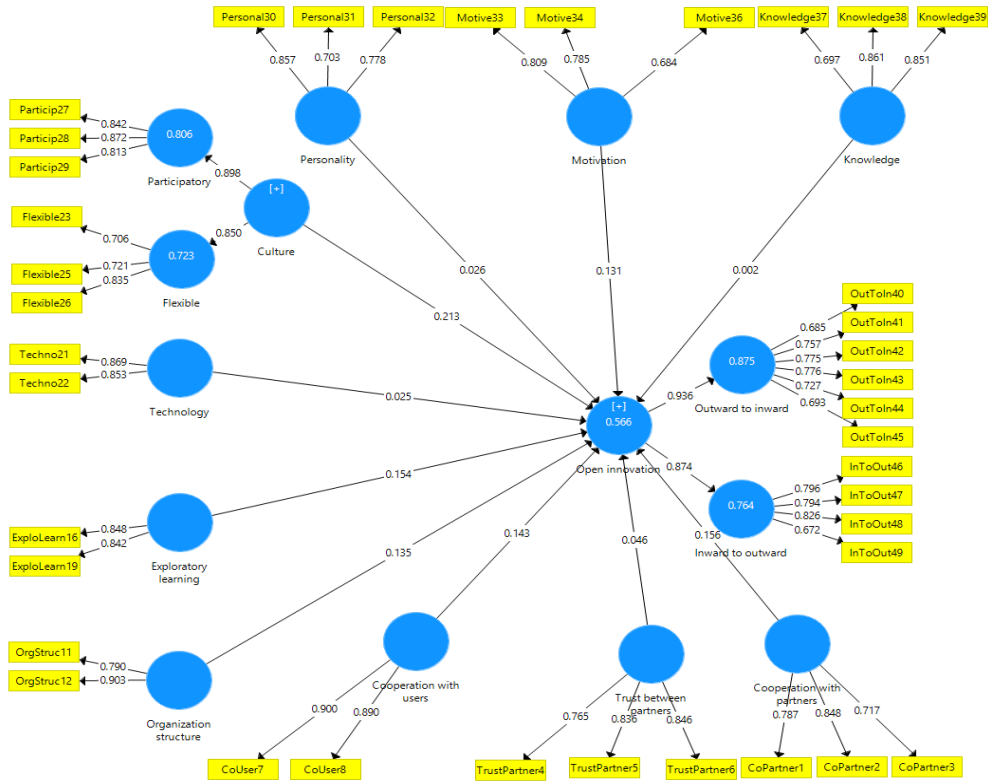 Personal30
Personal31
Personal32
Motive33
Motive34
Motive36
Knowledge37
Knowledge38
Knowledge39
0.857
0.703
0.778
0.809
0.785
0.684
0.697
0.861
0.851
Particip27
Particip28
Particip29
0.842
0.872
0.813
0.806
Participatory
Personality
Motivation
Knowledge
0.898
[+]
Culture
Flexible23
Flexible25
Flexible26
0.706
0.721
0.835
0.723
Flexible
0.850
0.026
0.131
0.002
0.213
OutToIn40
OutToIn41
OutToIn42
OutToIn43
OutToIn44
OutToIn45
0.685
0.757
0.775
0.776
0.727
0.693
0.875
Outward to inward
0.936
Techno21
Techno22
0.869
0.853
Technology
0.025
[+]
0.566
Open innovation
0.874
InToOut46
InToOut47
InToOut48
InToOut49
0.796
0.794
0.826
0.672
0.764
Inward to outward
0.154
ExploLearn16
ExploLearn19
0.848
0.842
Exploratory
learning
0.135
0.143
0.046
0.156
OrgStruc11
OrgStruc12
0.790
0.903
Organization
structure
Cooperation with
users
Trust between
partners
Cooperation with
partners
0.900
0.890
0.765
0.836
0.846
0.787
0.848
0.717
CoUser7
CoUser8
TrustPartner4
TrustPartner5
TrustPartner6
CoPartner1
CoPartner2
CoPartner3